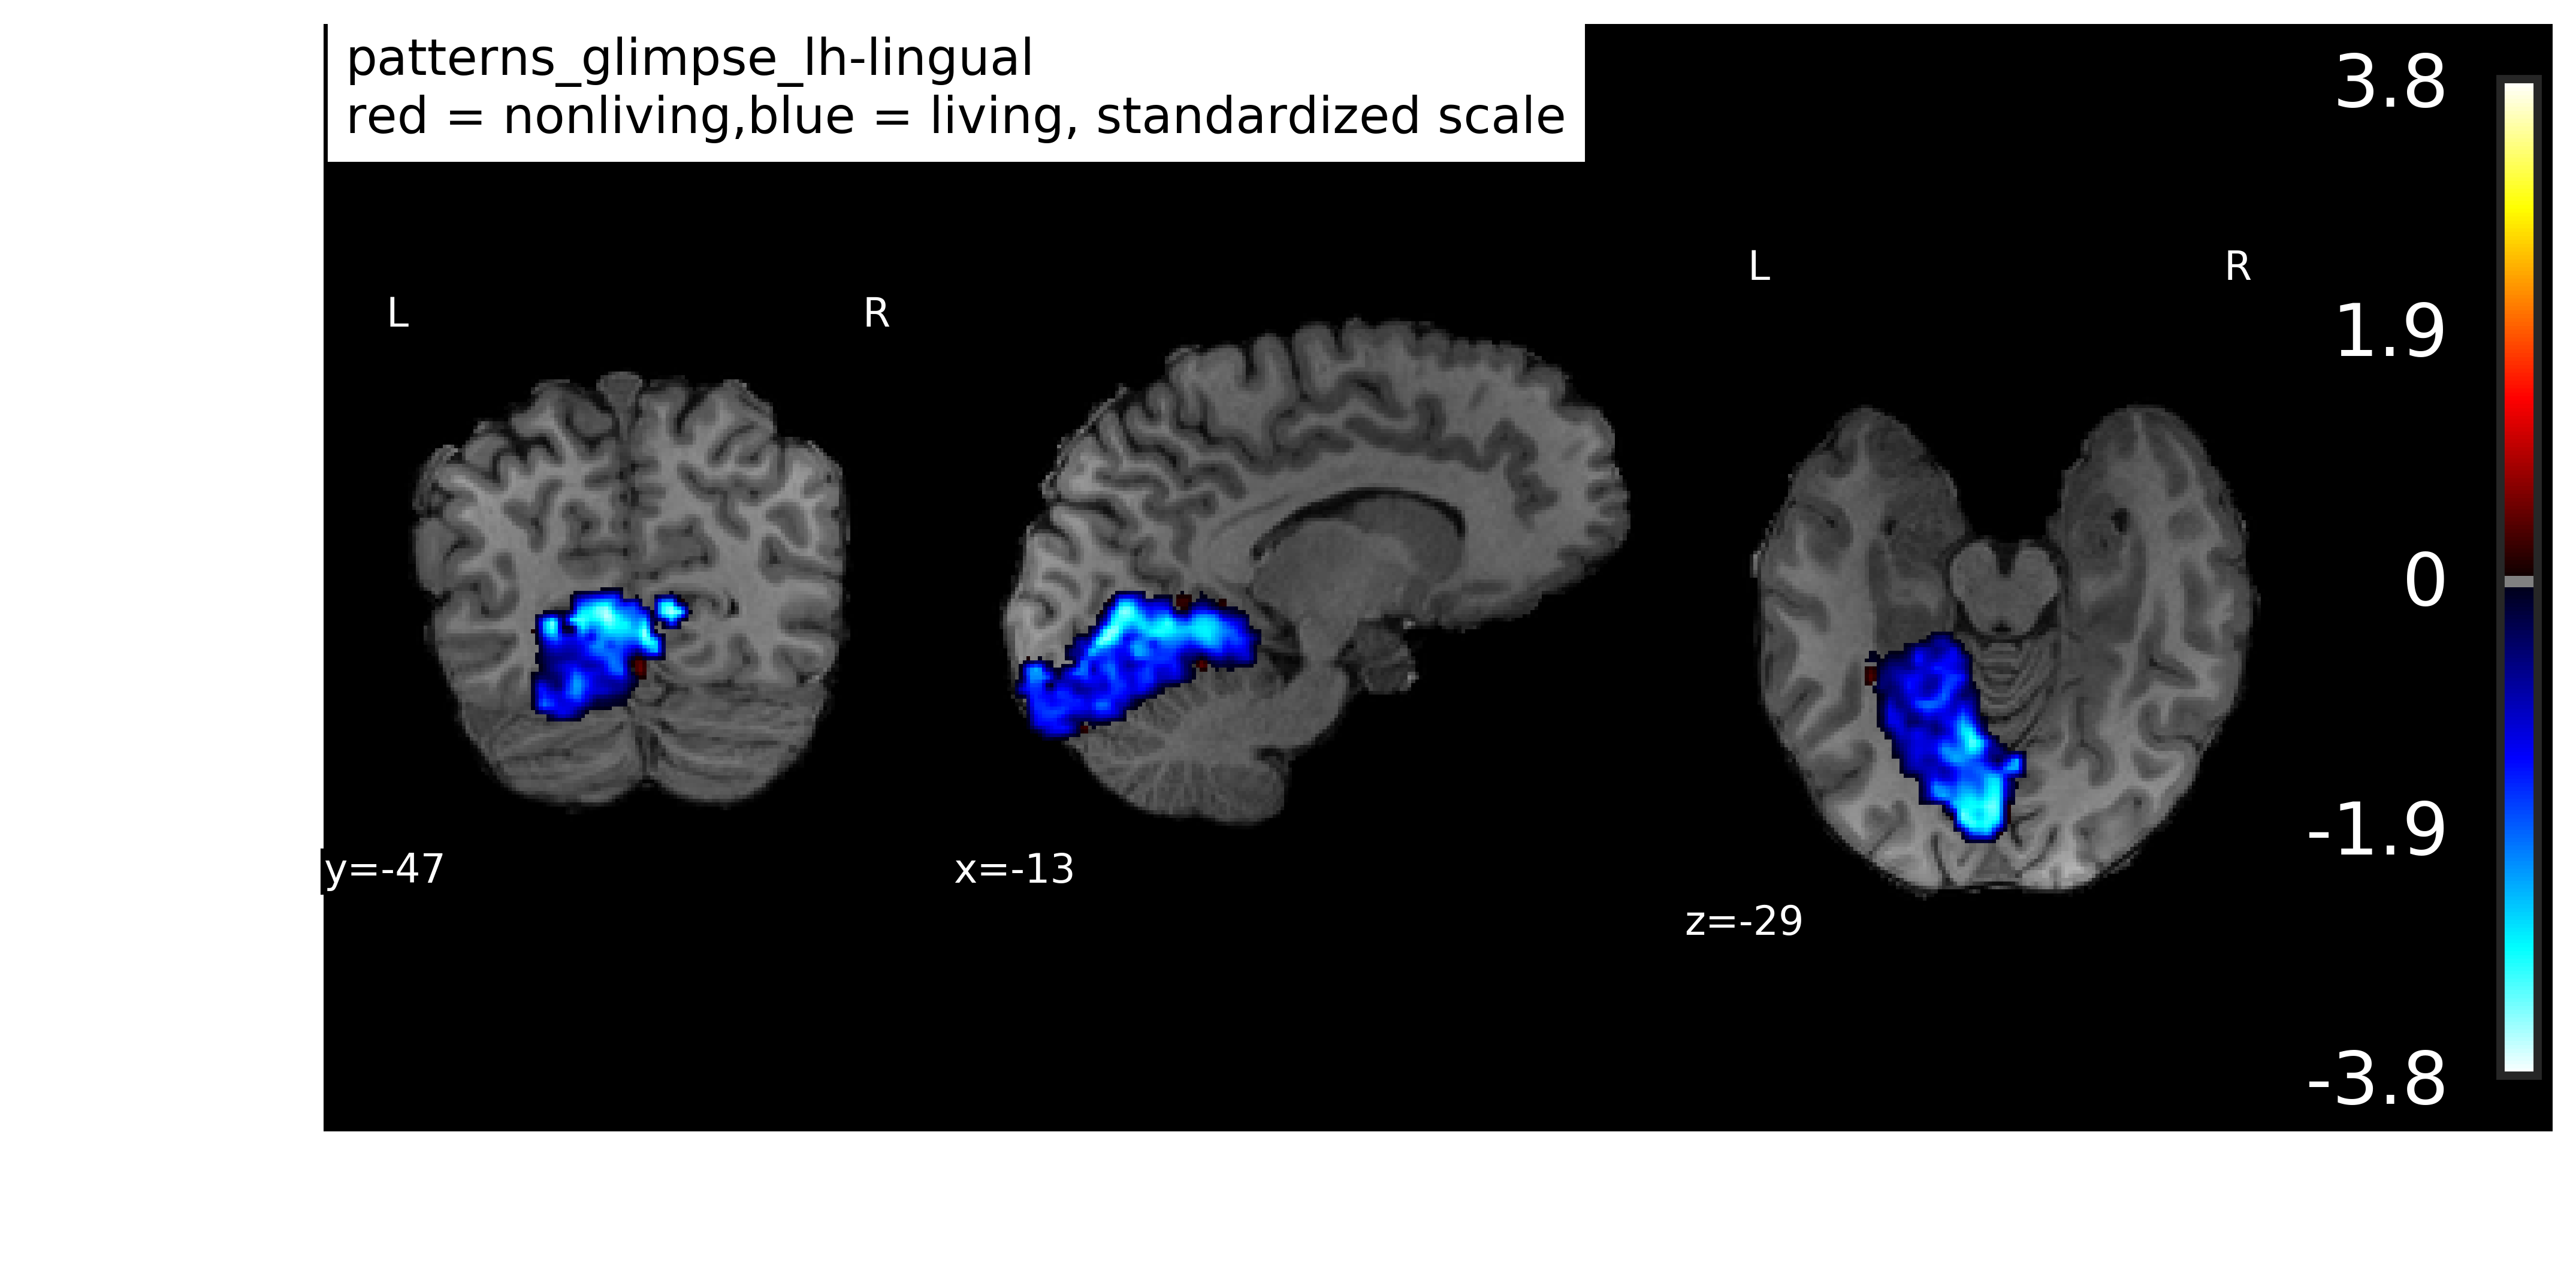 patterns_glimpse_lh-lingual
red = nonliving,blue = living, standardized scale
L R
L R
y=-47
x=-13
z=-29
3.8
1.9
0
-1.9
-3.8